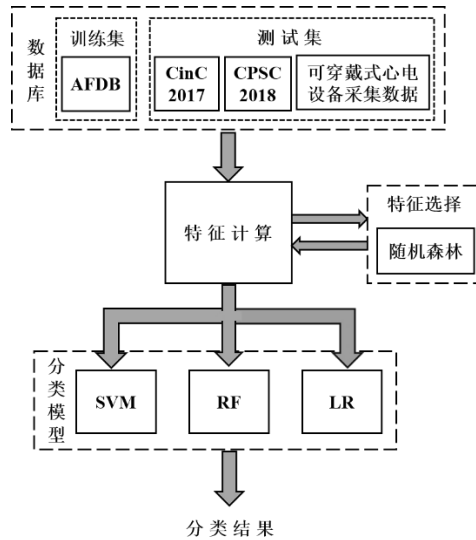 数据库
训练集
AFDB
测试集
CinC
2017
CPSC
2018
可穿戴式心电
设备采集数据
特征计算
特征选择
随机森林
分类模型
SVM
RF
LR
分类结果